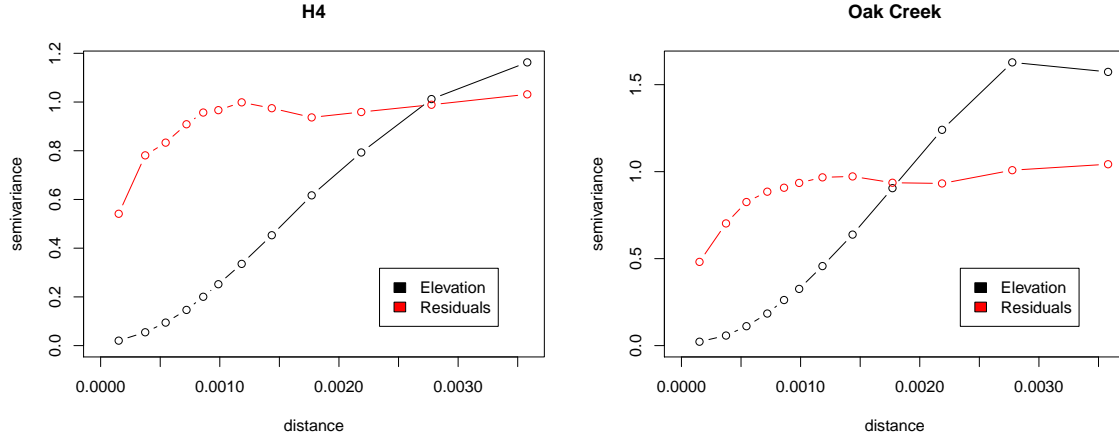 H4
semivariance
1.2
1.0
0.8
0.6
0.4
0.2
0.0
Elevation
Residuals
0.0000 0.0010 0.0020 0.0030
distance
Oak Creek
semivariance
1.5
1.0
0.5
0.0
Elevation
Residuals
0.0000 0.0010 0.0020 0.0030
distance